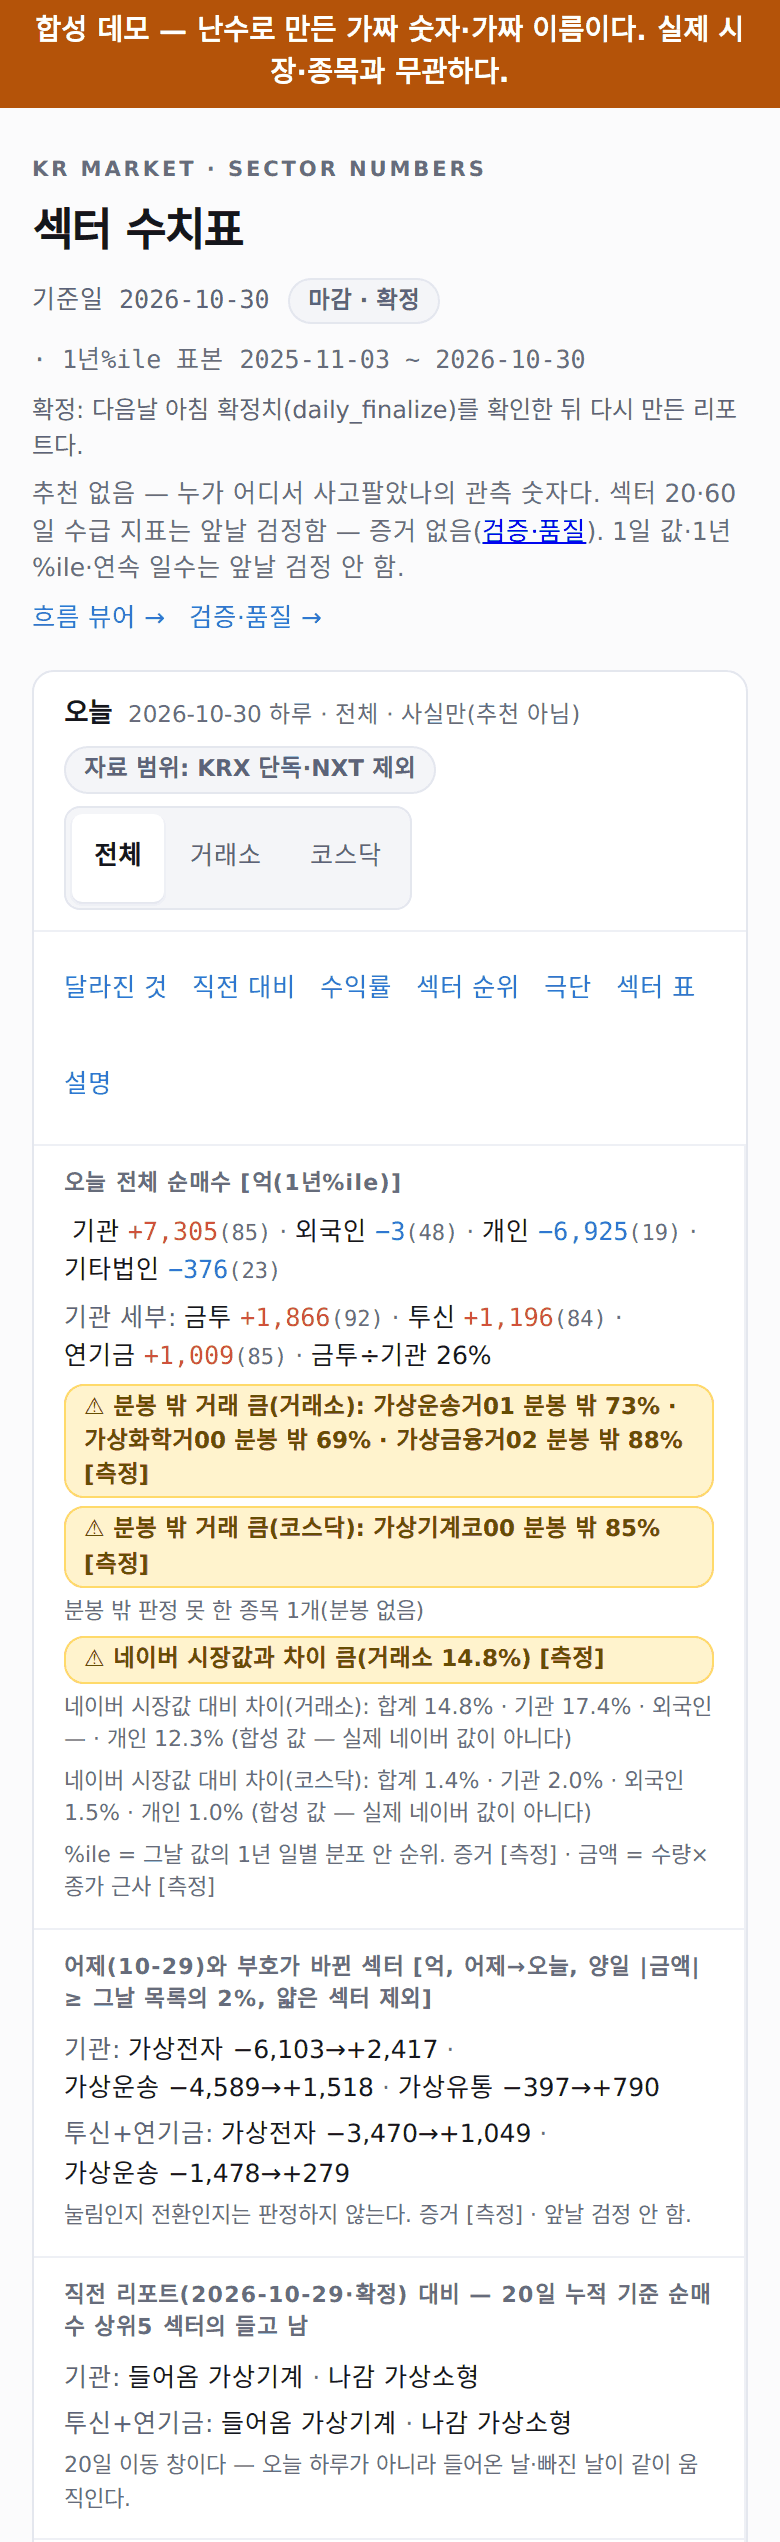 합성 데모 — 난수로 만든 가짜 숫자·가짜 이름이다. 실제 시
장·종목과 무관하다.
KR MARKET · SECTOR NUMBERS
섹터 수치표
기준일 2026-10-30 마감 · 확정
· 1년%ile 표본 2025-11-03 ~ 2026-10-30
확정: 다음날 아침 확정치(daily_finalize)를 확인한 뒤 다시 만든 리포
트다.
추천 없음 — 누가 어디서 사고팔았나의 관측 숫자다. 섹터 20·60
일 수급 지표는 앞날 검정함 — 증거 없음(검증·품질). 1일 값·1년
%ile·연속 일수는 앞날 검정 안 함.
흐름 뷰어 → 검증·품질 →
오늘 2026-10-30 하루 · 전체 · 사실만(추천 아님)
자료 범위: KRX 단독·NXT 제외
전체 거래소 코스닥
달라진 것 직전 대비 수익률 섹터 순위 극단 섹터 표
설명
오늘 전체 순매수 [억(1년%ile)]
기관 +7,305(85) · 외국인 −3(48) · 개인 −6,925(19) ·
기타법인 −376(23)
기관 세부: 금투 +1,866(92) · 투신 +1,196(84) ·
연기금 +1,009(85) · 금투÷기관 26%
⚠ 분봉 밖 거래 큼(거래소): 가상운송거01 분봉 밖 73% ·
가상화학거00 분봉 밖 69% · 가상금융거02 분봉 밖 88%
[측정]
⚠ 분봉 밖 거래 큼(코스닥): 가상기계코00 분봉 밖 85%
[측정]
분봉 밖 판정 못 한 종목 1개(분봉 없음)
⚠ 네이버 시장값과 차이 큼(거래소 14.8%) [측정]
네이버 시장값 대비 차이(거래소): 합계 14.8% · 기관 17.4% · 외국인
— · 개인 12.3% (합성 값 — 실제 네이버 값이 아니다)
네이버 시장값 대비 차이(코스닥): 합계 1.4% · 기관 2.0% · 외국인
1.5% · 개인 1.0% (합성 값 — 실제 네이버 값이 아니다)
%ile = 그날 값의 1년 일별 분포 안 순위. 증거 [측정] · 금액 = 수량×
종가 근사 [측정]
어제(10-29)와 부호가 바뀐 섹터 [억, 어제→오늘, 양일 |금액|
≥ 그날 목록의 2%, 얇은 섹터 제외]
기관: 가상전자 −6,103→+2,417 ·
가상운송 −4,589→+1,518 · 가상유통 −397→+790
투신+연기금: 가상전자 −3,470→+1,049 ·
가상운송 −1,478→+279
눌림인지 전환인지는 판정하지 않는다. 증거 [측정] · 앞날 검정 안 함.
직전 리포트(2026-10-29·확정) 대비 — 20일 누적 기준 순매
수 상위5 섹터의 들고 남
기관: 들어옴 가상기계 · 나감 가상소형
투신+연기금: 들어옴 가상기계 · 나감 가상소형
20일 이동 창이다 — 오늘 하루가 아니라 들어온 날·빠진 날이 같이 움
직인다.